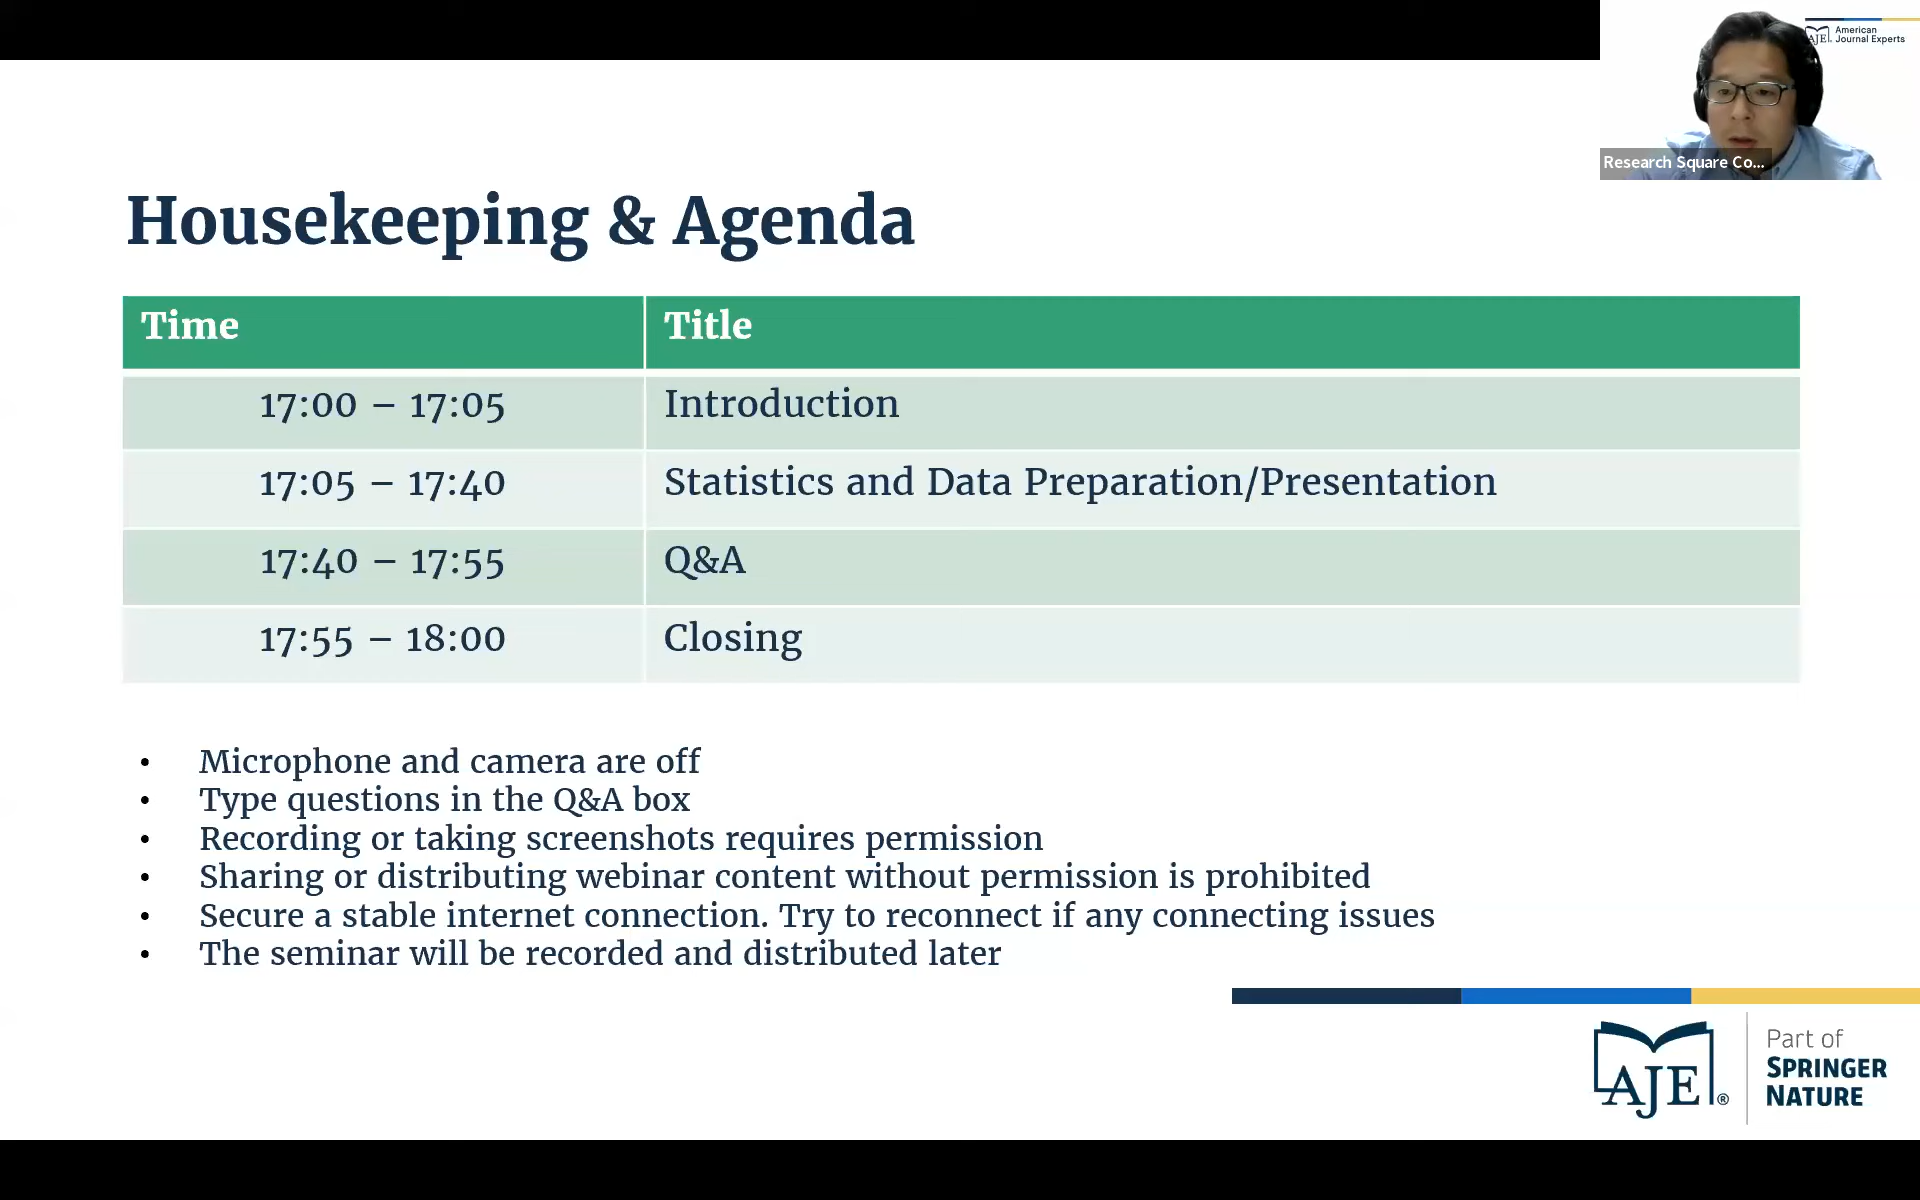 American
AJE. Journal Experts
Research Square Co...
Housekeeping & Agenda
Time Title
17:00 – 17:05 Introduction
17:05 – 17:40 Statistics and Data Preparation/Presentation
17:40 – 17:55 Q&A
17:55 – 18:00 Closing
• Microphone and camera are off
• Type questions in the Q&A box
• Recording or taking screenshots requires permission
• Sharing or distributing webinar content without permission is prohibited
• Secure a stable internet connection. Try to reconnect if any connecting issues
• The seminar will be recorded and distributed later
AJE®
Part of
SPRINGER
NATURE